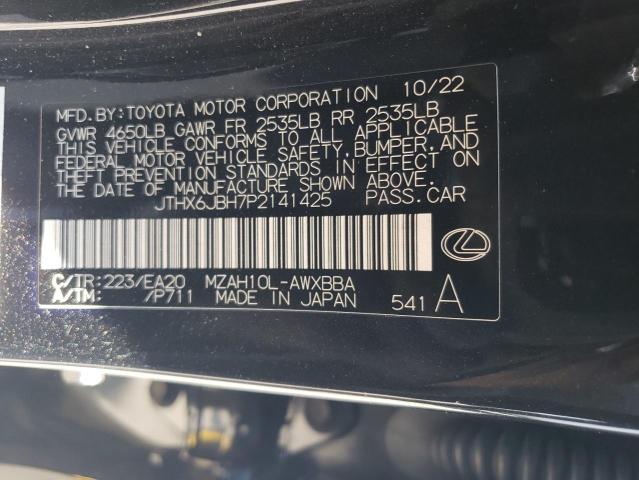 MFD.BY:TOYOTA MOTOR CORPORATION 10/22
GVWR 4650LB GAWR FR 2535LB RR 2535LB
THIS VEHICLE CONFORMS TO ALL APPLICABLE
FEDERAL MOTOR VEHICLE SAFETY,BUMPER,AND
THEFT PREVENTION STANDARDS IN EFFECT ON
THE DATE OF MANUFACTURE SHOWN ABOVE.
JTHX6JBH7P2141425 PASS.CAR
C/TR:223/EA20 MZAH10L-AWXBBA
A/TM: /P711 MADE IN JAPAN 541 A